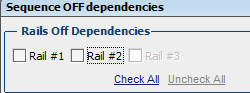 Sequence OFF dependencies
Rails Off Dependencies
Rail #1 Rail #2 Rail #3
Check All Uncheck All